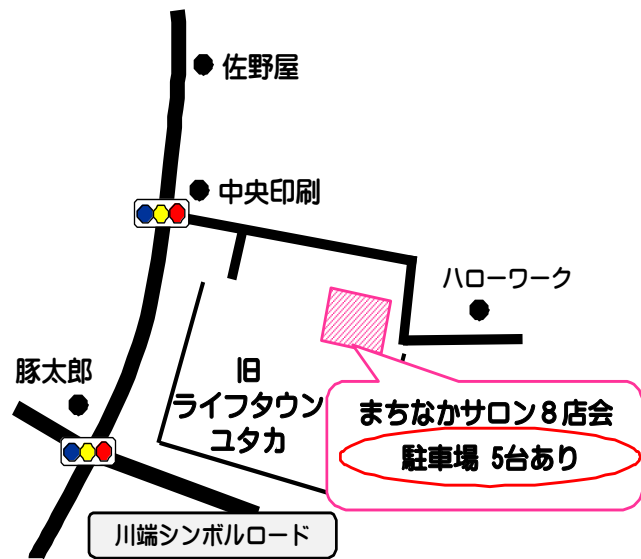 佐野屋
中央印刷
ハローワーク
豚太郎
旧
ライフタウン
ユタカ
まちなかサロン8店会
駐車場 5台あり
川端シンボルロード